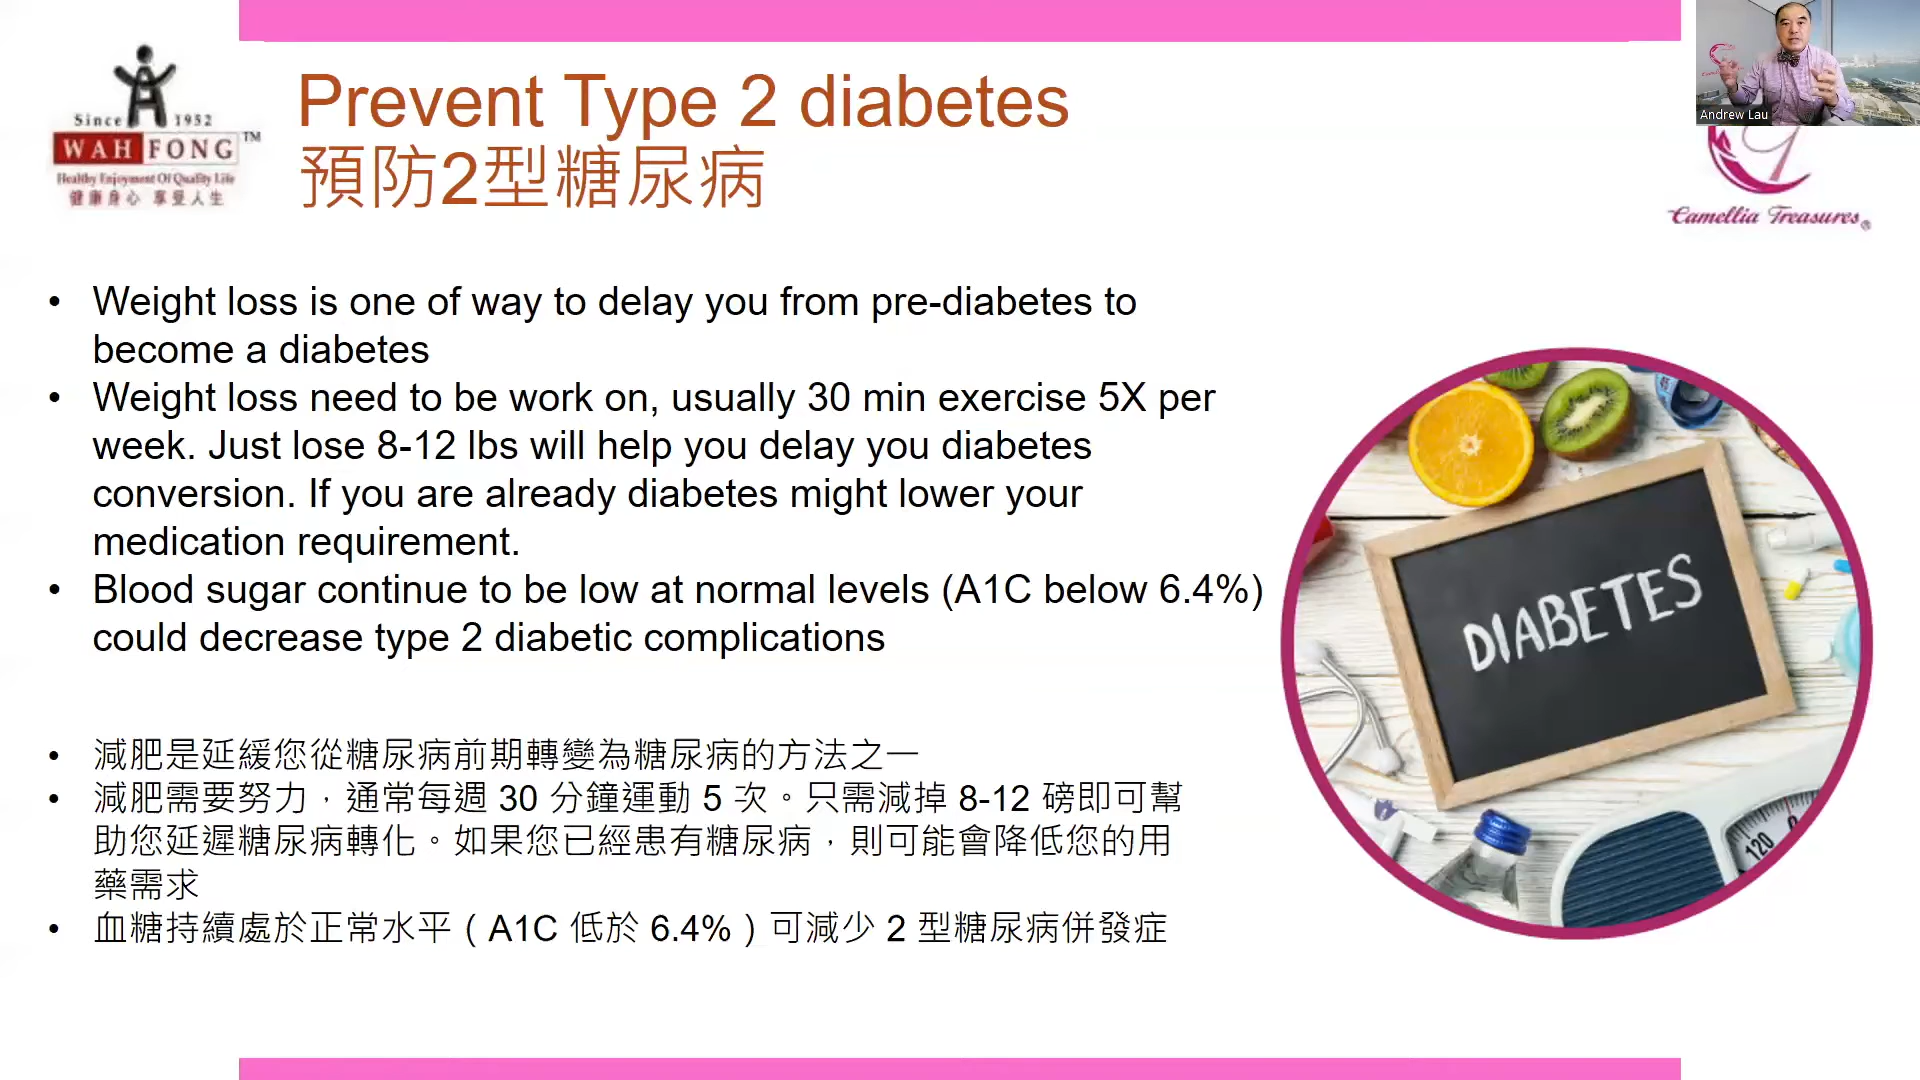 Since 1952
WAH FONG™
Healthy Enjoyment Of Quality Life
健康身心 享受人生
Prevent Type 2 diabetes
預防2型糖尿病
Andrew Lau
Camellia Treasures®
• Weight loss is one of way to delay you from pre-diabetes to
become a diabetes
• Weight loss need to be work on, usually 30 min exercise 5X per
week. Just lose 8-12 lbs will help you delay you diabetes
conversion. If you are already diabetes might lower your
medication requirement.
• Blood sugar continue to be low at normal levels (A1C below 6.4%)
could decrease type 2 diabetic complications
• 減肥是延緩您從糖尿病前期轉變為糖尿病的方法之一
• 減肥需要努力，通常每週 30 分鐘運動 5 次。只需減掉 8-12 磅即可幫
助您延遲糖尿病轉化。如果您已經患有糖尿病，則可能會降低您的用
藥需求
• 血糖持續處於正常水平（A1C 低於 6.4%）可減少 2 型糖尿病併發症
DIABETES
120